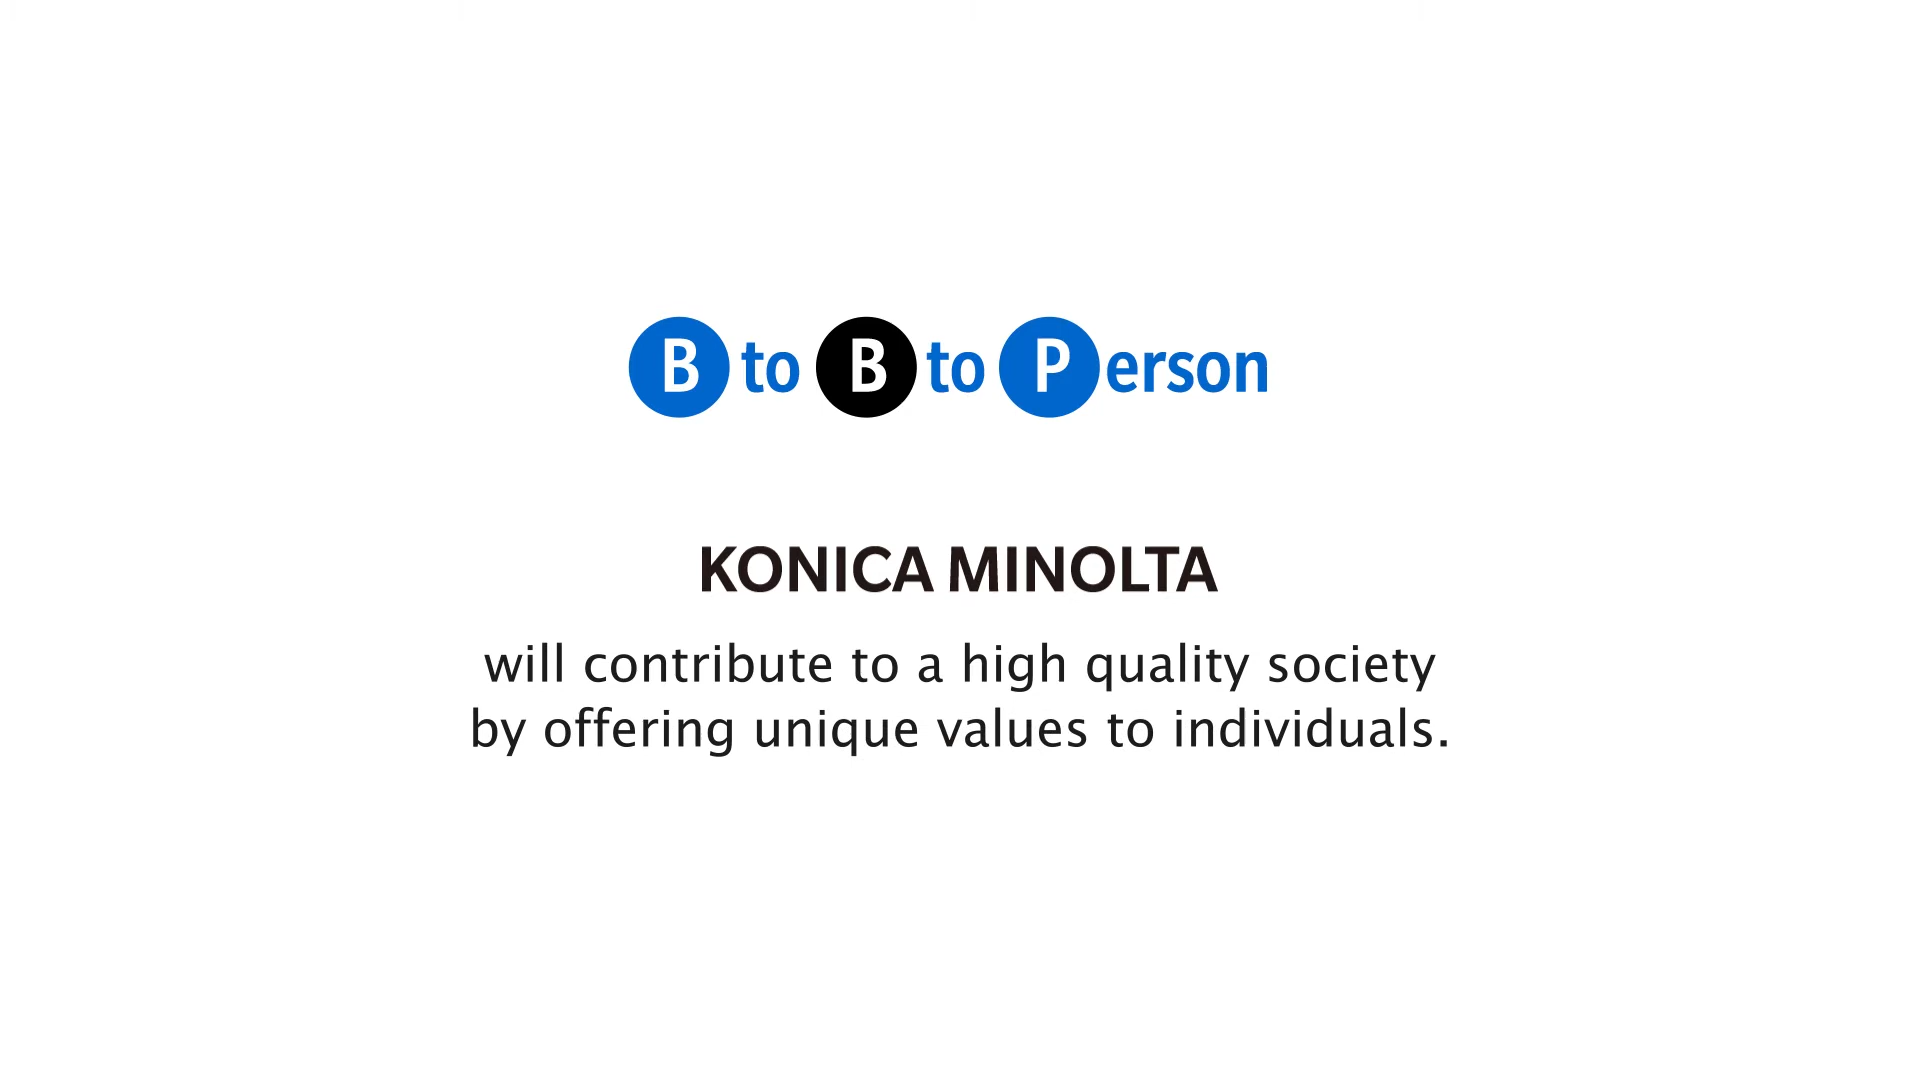 B to B to Person
KONICA MINOLTA
will contribute to a high quality society
by offering unique values to individuals.